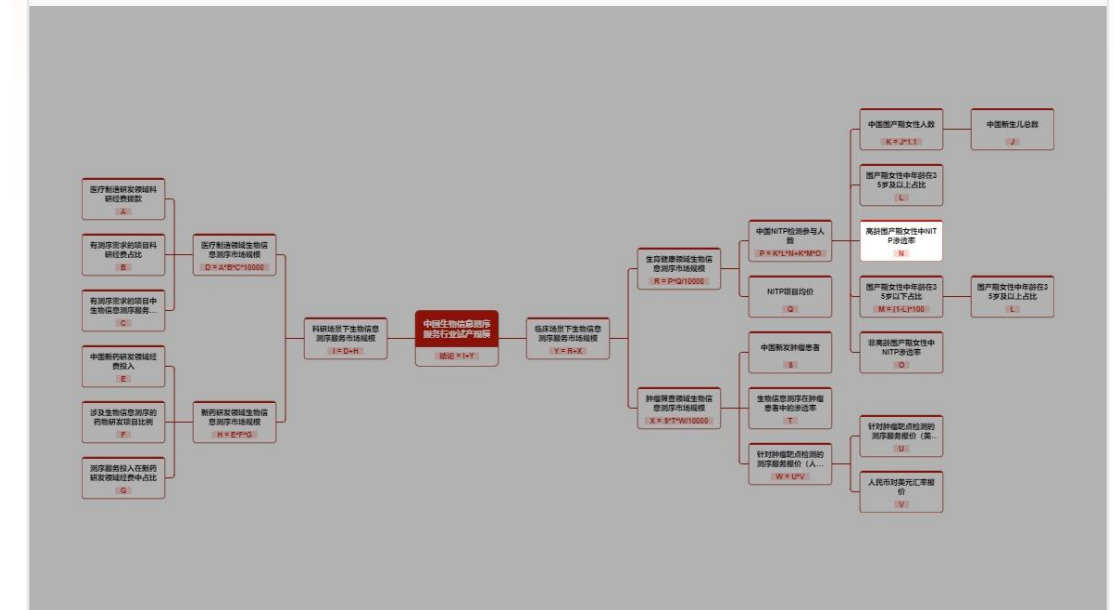 医疗制造研发领域科
研经费拨款
A
有测序需求的项目科
研经费占比
B
有测序需求的项目中
生物信息测序服务...
C
医疗制造领域生物信
息测序市场规模
D = A*B*C*10000
中国新药研发领域经
费投入
E
涉及生物信息测序的
药物研发项目比例
F
测序服务投入在新药
研发领域经费中占比
G
新药研发领域生物信
息测序市场规模
H = E*F*G
科研场景下生物信息
测序服务市场规模
I = D+H
中国生物信息测序
服务行业试产规模
结论 = I+Y
临床场景下生物信息
测序服务市场规模
Y = R+X
生育健康领域生物信
息测序市场规模
R = P*Q/10000
中国NITP检测参与人
数
P = K*L*N+K*M*O
NITP项目均价
Q
中国围产期女性人数
K = J*1.1
中国新生儿总数
J
围产期女性中年龄在3
5岁及以上占比
L
高龄围产期女性中NIT
P渗透率
N
围产期女性中年龄在3
5岁以下占比
M = (1-L)*100
围产期女性中年龄在3
5岁及以上占比
L
非高龄围产期女性中
NITP渗透率
O
肿瘤筛查领域生物信
息测序市场规模
X = S*T*W/10000
中国新发肿瘤患者
S
生物信息测序在肿瘤
患者中的渗透率
T
针对肿瘤靶点检测的
测序服务报价（人...
W = U*V
针对肿瘤靶点检测的
测序服务报价（美...
U
人民币对美元汇率报
价
V